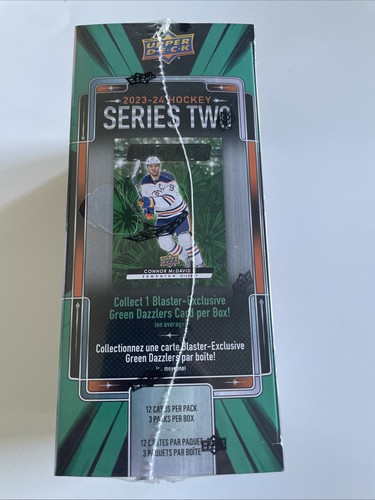 UPPER
DECK
2023-24 HOCKEY
SERIES TWO
CONNOR McDAVID C
EDMONTON OILERS
Collect 1 Blaster-Exclusive
Green Dazzlers Card per Box!
(on average)
Collectionnez une carte Blaster-Exclusive
Green Dazzlers par boîte!
moyenne)
12 CARDS PER PACK
3 PACKS PER BOX
12 CARTES PAR PAQUET
3 PAQUETS PAR BOÎTE